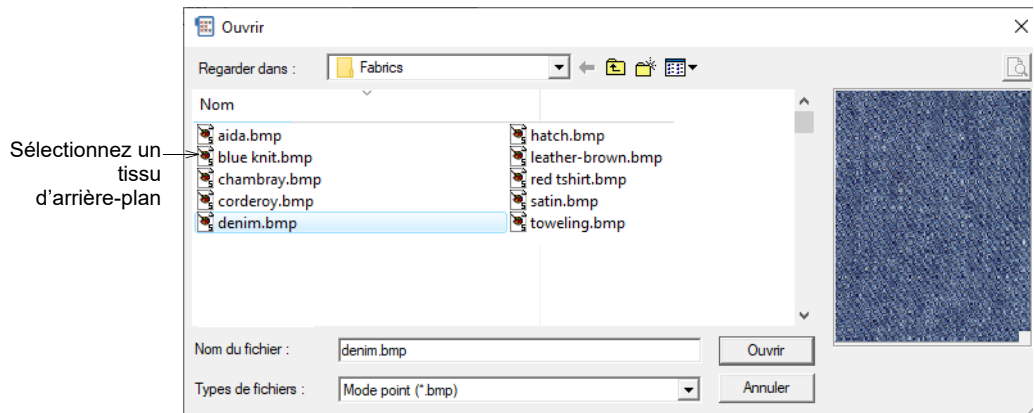 Ouvrir
Regarder dans :
Fabrics
Nom
aida.bmp
blue knit.bmp
chambray.bmp
corderoy.bmp
denim.bmp
hatch.bmp
leather-brown.bmp
red tshirt.bmp
satin.bmp
toweling.bmp
Sélectionnez un
tissu
d’arrière-plan
Nom du fichier :
denim.bmp
Ouvrir
Types de fichiers :
Mode point (*.bmp)
Annuler